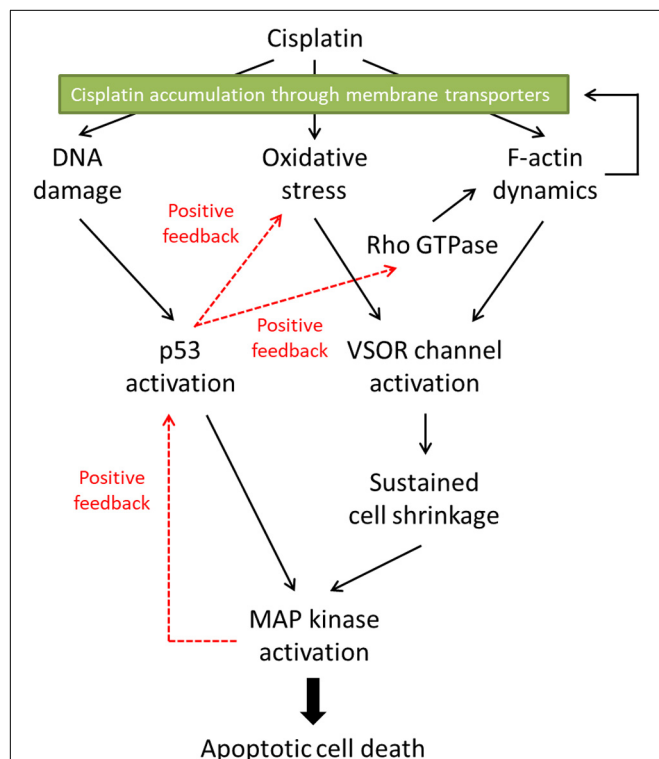 Cisplatin
Cisplatin accumulation through membrane transporters
DNA
damage
Oxidative
stress
F-actin
dynamics
Positive
feedback
Rho GTPase
Positive
feedback
p53
activation
VSOR channel
activation
Positive
feedback
Sustained
cell shrinkage
MAP kinase
activation
Apoptotic cell death